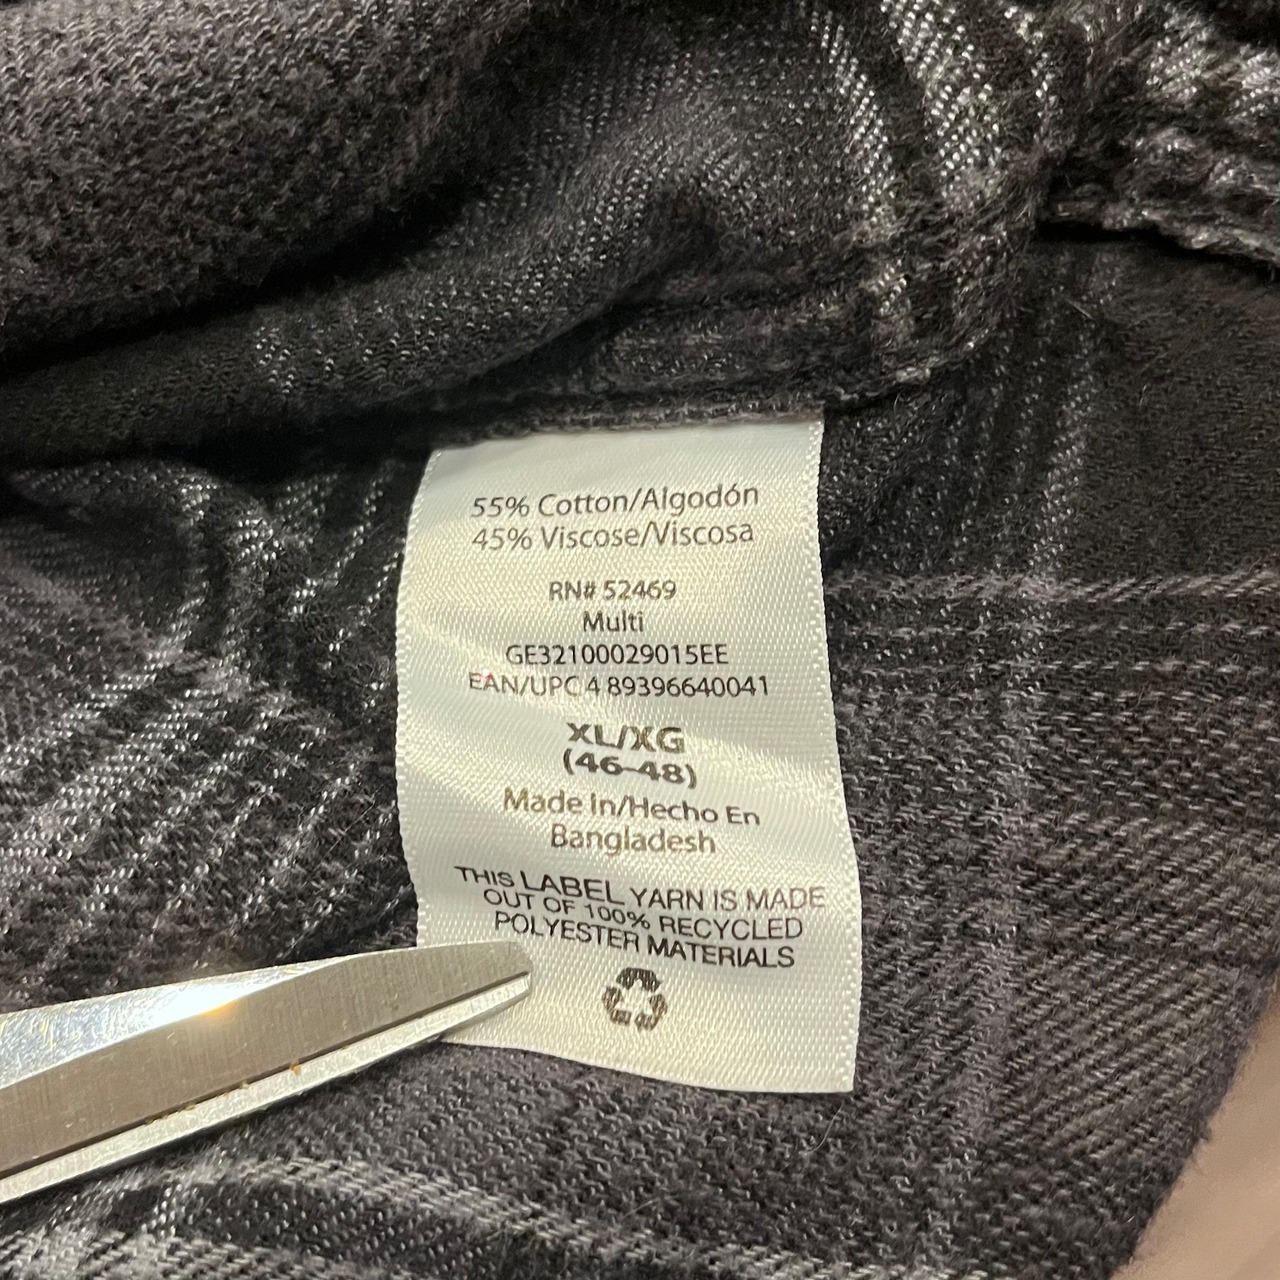 55% Cotton/Algodón
45% Viscose/Viscosa
RN# 52469
Multi
GE32100029015EE
EAN/UPC 4 89396640041
XL/XG
(46-48)
Made In/Hecho En
Bangladesh
THIS LABEL YARN IS MADE
OUT OF 100% RECYCLED
POLYESTER MATERIALS